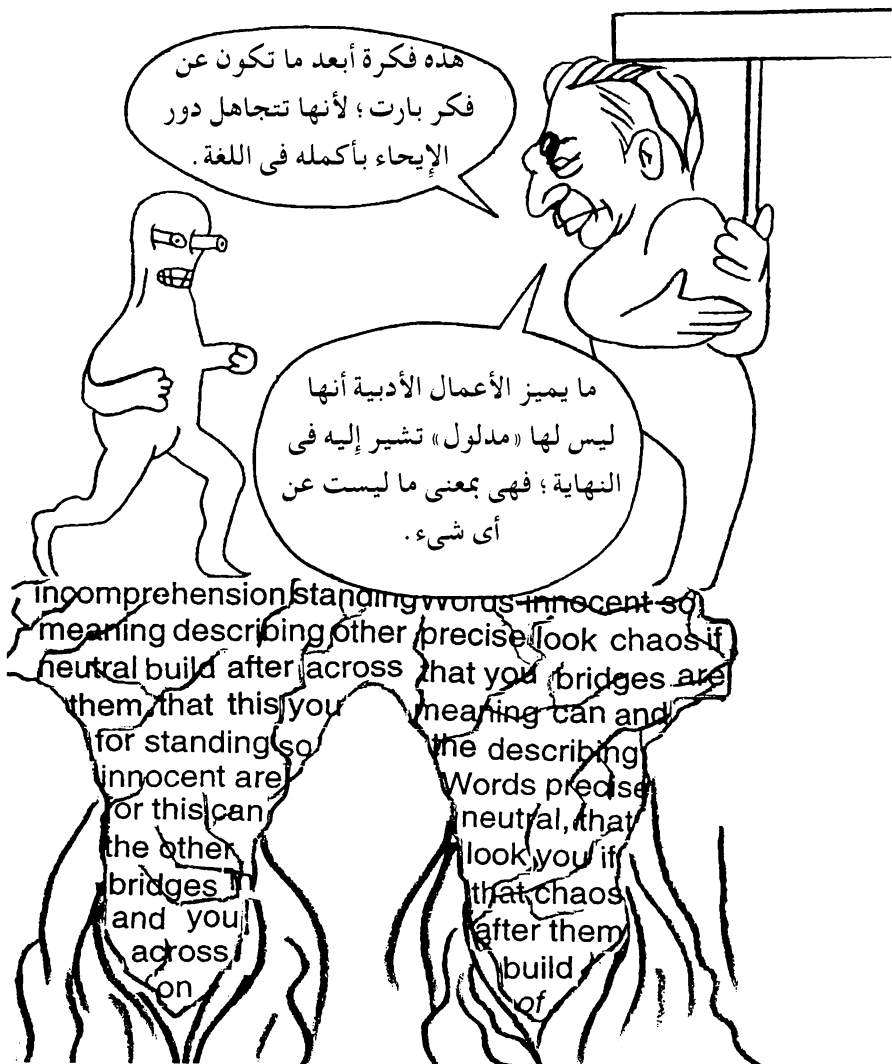 هذه فكرة أبعد ما تكون عن
فكر بارت ؛ لأنها تتجاهل دور
الإيحاء بأكمله فى اللغة .
ما يميز الأعمال الأدبية أنها
ليس لها «مدلول» تشير إليه فى
النهاية ؛ فهى بمعنى ما ليست عن
أى شىء .
incomprehension standing
meaning describing other
neutral build after across
them, that this you
for standing so
innocent are
or this can
the other
bridges
and you
across
on
Words innocent so
precise look chaos if
that you bridges are
meaning can and
the describing
Words precise
neutral, that
look you if
that chaos
after them
build
of